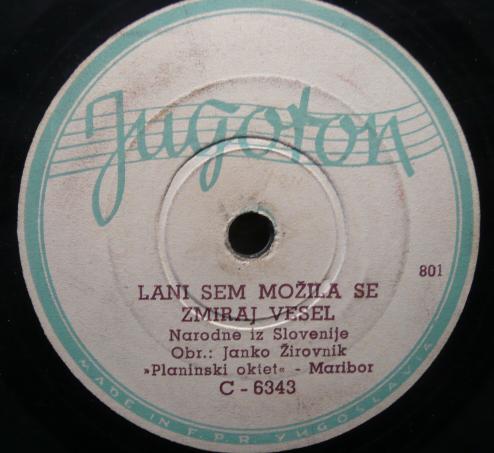 Jugoton
801
LANI SEM MOŽILA SE
ZMIRAJ VESEL
Narodne iz Slovenije
Obr.: Janko Žirovnik
»Planinski oktet« - Maribor
C - 6343
MADE IN F.P.R. YUGOSLAVIA